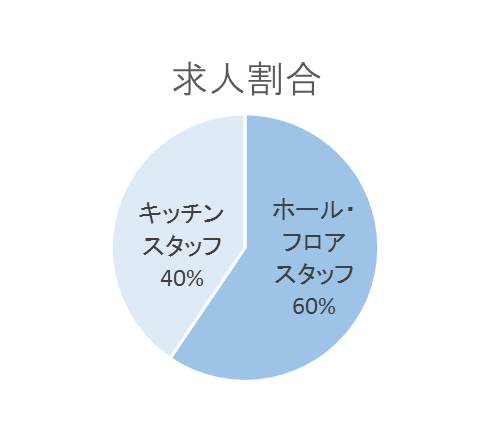 求人割合
キッチン
スタッフ
40%
ホール・
フロア
スタッフ
60%